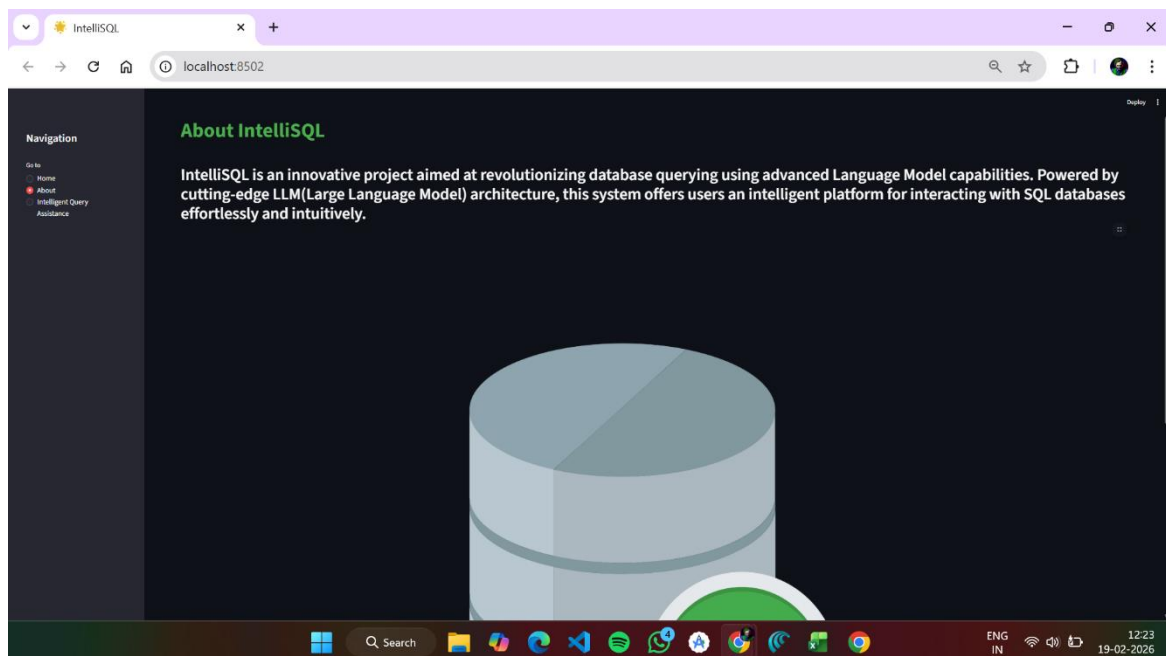 IntelliSQL
localhost:8502
Deploy
Navigation
Go to
Home
About
Intelligent Query
Assistance
About IntelliSQL
IntelliSQL is an innovative project aimed at revolutionizing database querying using advanced Language Model capabilities. Powered by
cutting-edge LLM(Large Language Model) architecture, this system offers users an intelligent platform for interacting with SQL databases
effortlessly and intuitively.
Search
4
ENG
IN
12:23
19-02-2026